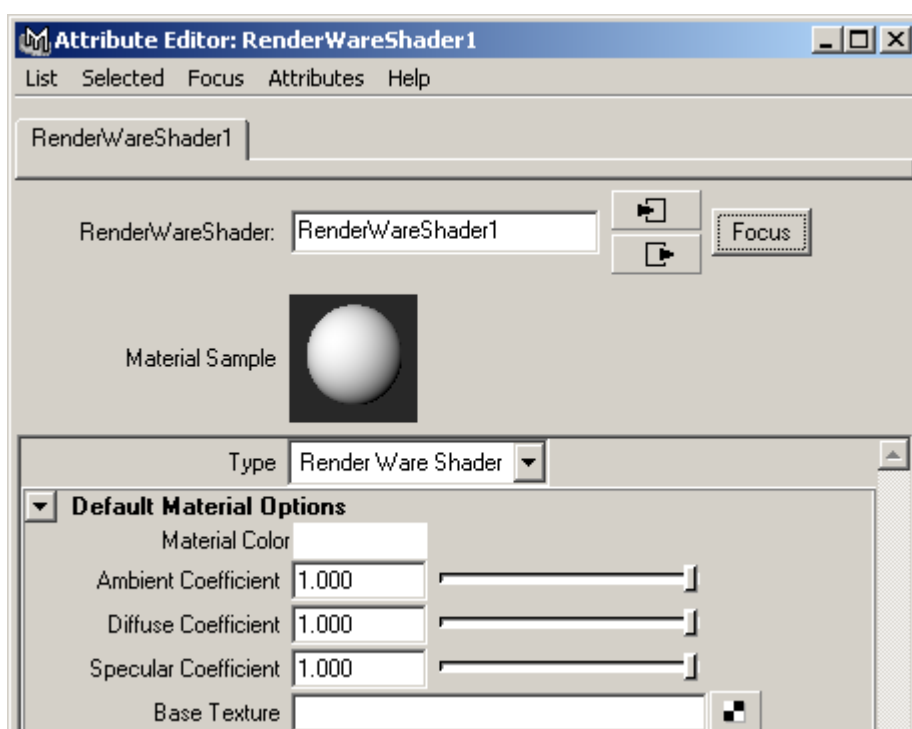 Attribute Editor: RenderWareShader1
List Selected Focus Attributes Help
RenderWareShader1
RenderWareShader: RenderWareShader1 Focus
Material Sample
Type Render Ware Shader
Default Material Options
Material Color
Ambient Coefficient 1.000
Diffuse Coefficient 1.000
Specular Coefficient 1.000
Base Texture